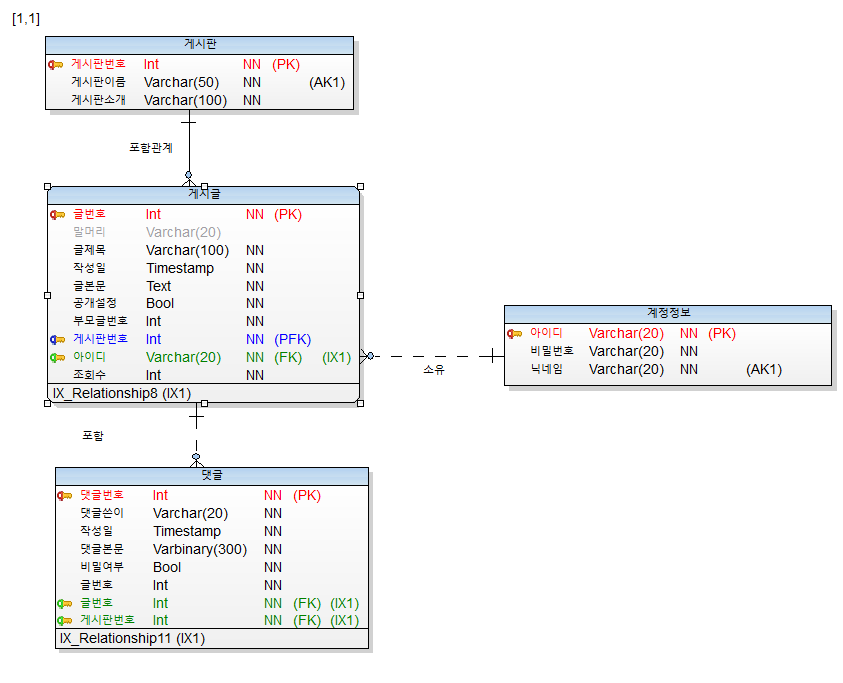 [1,1]
게시판
게시판번호 Int NN (PK)
게시판이름 Varchar(50) NN (AK1)
게시판소개 Varchar(100) NN
포함관계
게시글
글번호 Int NN (PK)
말머리 Varchar(20)
글제목 Varchar(100) NN
작성일 Timestamp NN
글본문 Text NN
공개설정 Bool NN
부모글번호 Int NN
게시판번호 Int NN (PFK)
아이디 Varchar(20) NN (FK) (IX1)
조회수 Int NN
IX_Relationship8 (IX1)
소유
계정정보
아이디 Varchar(20) NN (PK)
비밀번호 Varchar(20) NN
닉네임 Varchar(20) NN (AK1)
포함
댓글
댓글번호 Int NN (PK)
댓글쓴이 Varchar(20) NN
작성일 Timestamp NN
댓글본문 Varbinary(300) NN
비밀여부 Bool NN
글번호 Int NN
글번호 Int NN (FK) (IX1)
게시판번호 Int NN (FK) (IX1)
IX_Relationship11 (IX1)